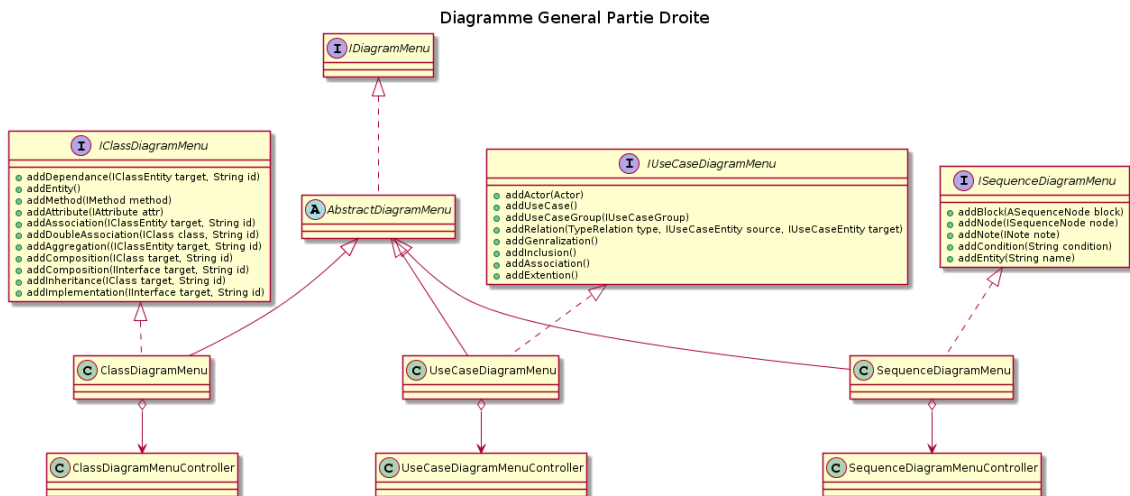 Diagramme General Partie Droite
I IDiagramMenu
I IClassDiagramMenu
addDependance(IClassEntity target, String id)
addEntity()
addMethod(IMethod method)
addAttribute(IAttribute attr)
addAssociation(IClassEntity target, String id)
addDoubleAssociation(IClass class, String id)
addAggregation((IClassEntity target, String id)
addComposition(IClass target, String id)
addComposition(IInterface target, String id)
addInheritance(IClass target, String id)
addImplementation(IInterface target, String id)
A AbstractDiagramMenu
I IUseCaseDiagramMenu
addActor(Actor)
addUseCase()
addUseCaseGroup(IUseCaseGroup)
addRelation(TypeRelation type, IUseCaseEntity source, IUseCaseEntity target)
addGenralization()
addInclusion()
addAssociation()
addExtention()
I ISequenceDiagramMenu
addBlock(ASequenceNode block)
addNode(ISequenceNode node)
addNote(INote note)
addCondition(String condition)
addEntity(String name)
C ClassDiagramMenu
C UseCaseDiagramMenu
C SequenceDiagramMenu
C ClassDiagramMenuController
C UseCaseDiagramMenuController
C SequenceDiagramMenuController